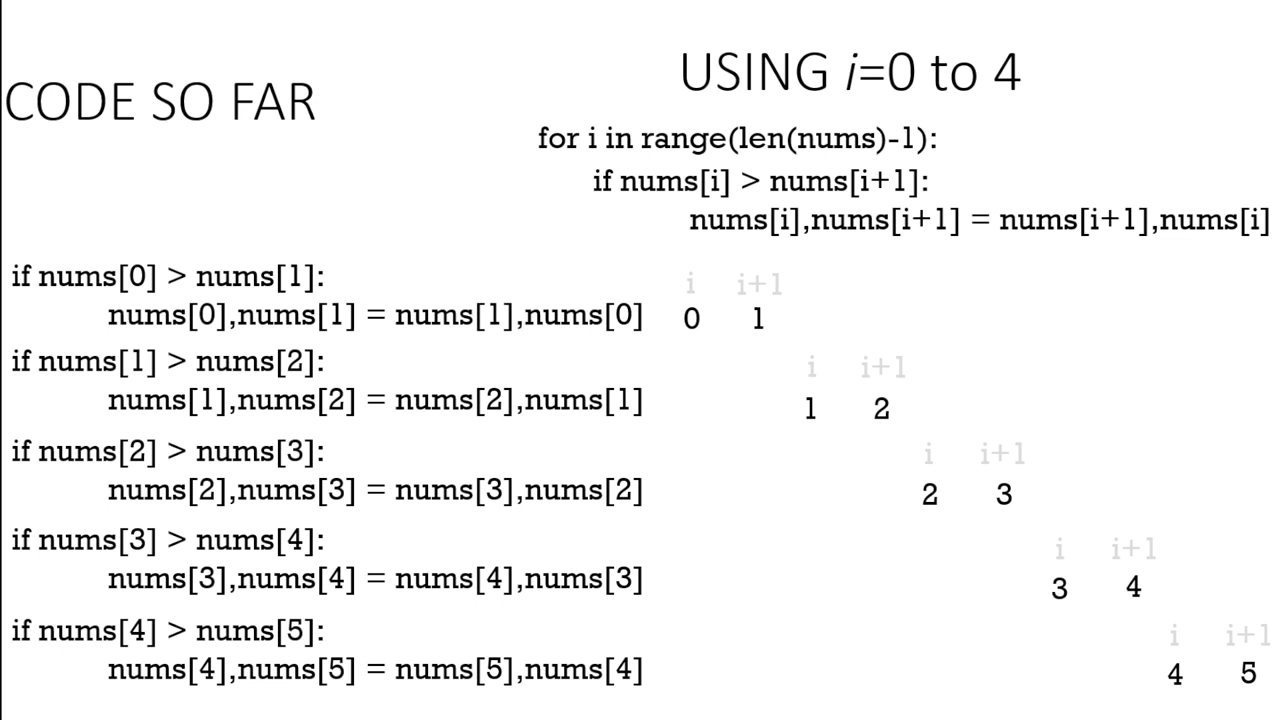 CODE SO FAR
USING i=0 to 4
for i in range(len(nums)-1):
if nums[i] > nums[i+1]:
nums[i],nums[i+1] = nums[i+1],nums[i]
if nums[0] > nums[1]:
nums[0],nums[1] = nums[1],nums[0]
i i+1
0 1
if nums[1] > nums[2]:
nums[1],nums[2] = nums[2],nums[1]
i i+1
1 2
if nums[2] > nums[3]:
nums[2],nums[3] = nums[3],nums[2]
i i+1
2 3
if nums[3] > nums[4]:
nums[3],nums[4] = nums[4],nums[3]
i i+1
3 4
if nums[4] > nums[5]:
nums[4],nums[5] = nums[5],nums[4]
i i+1
4 5